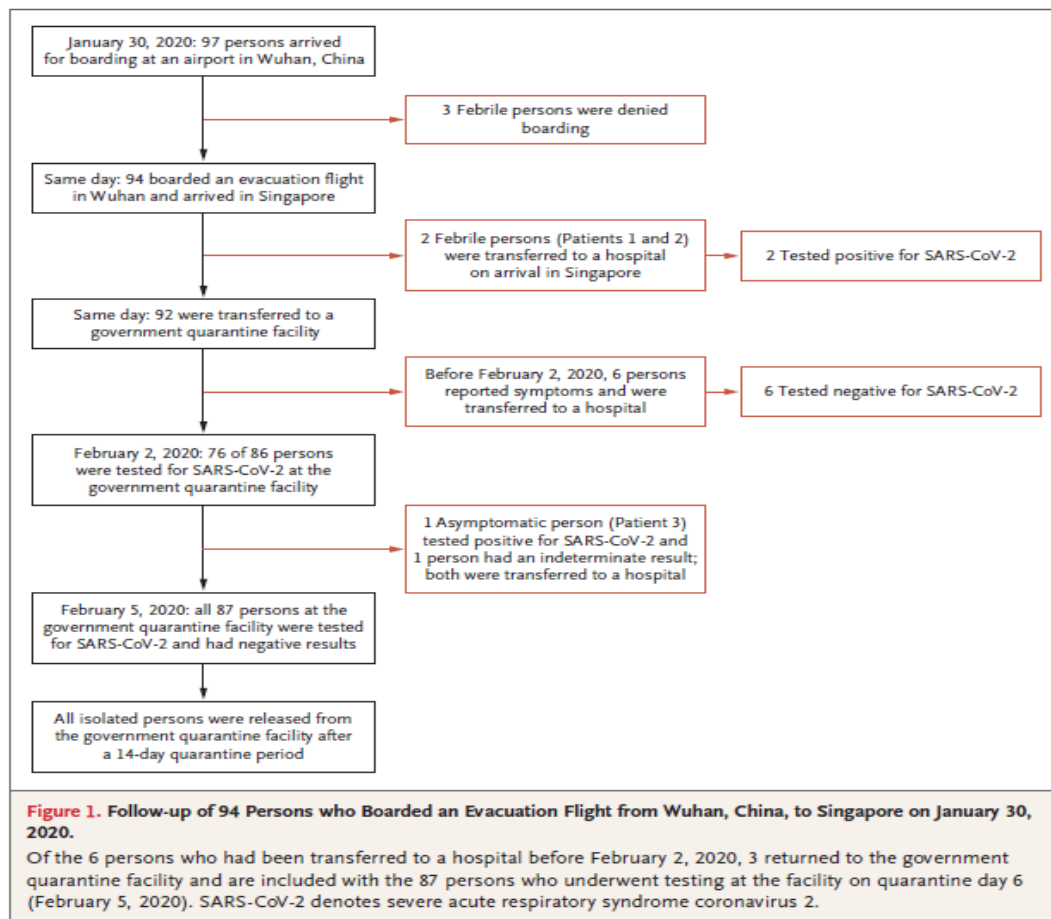 January 30, 2020: 97 persons arrived
for boarding at an airport in Wuhan, China
3 Febrile persons were denied
boarding
Same day: 94 boarded an evacuation flight
in Wuhan and arrived in Singapore
2 Febrile persons (Patients 1 and 2)
were transferred to a hospital
on arrival in Singapore
2 Tested positive for SARS-CoV-2
Same day: 92 were transferred to a
government quarantine facility
Before February 2, 2020, 6 persons
reported symptoms and were
transferred to a hospital
6 Tested negative for SARS-CoV-2
February 2, 2020: 76 of 86 persons
were tested for SARS-CoV-2 at the
government quarantine facility
1 Asymptomatic person (Patient 3)
tested positive for SARS-CoV-2 and
1 person had an indeterminate result;
both were transferred to a hospital
February 5, 2020: all 87 persons at the
government quarantine facility were tested
for SARS-CoV-2 and had negative results
All isolated persons were released from
the government quarantine facility after
a 14-day quarantine period
Figure 1. Follow-up of 94 Persons who Boarded an Evacuation Flight from Wuhan, China, to Singapore on January 30,
2020.
Of the 6 persons who had been transferred to a hospital before February 2, 2020, 3 returned to the government
quarantine facility and are included with the 87 persons who underwent testing at the facility on quarantine day 6
(February 5, 2020). SARS-CoV-2 denotes severe acute respiratory syndrome coronavirus 2.